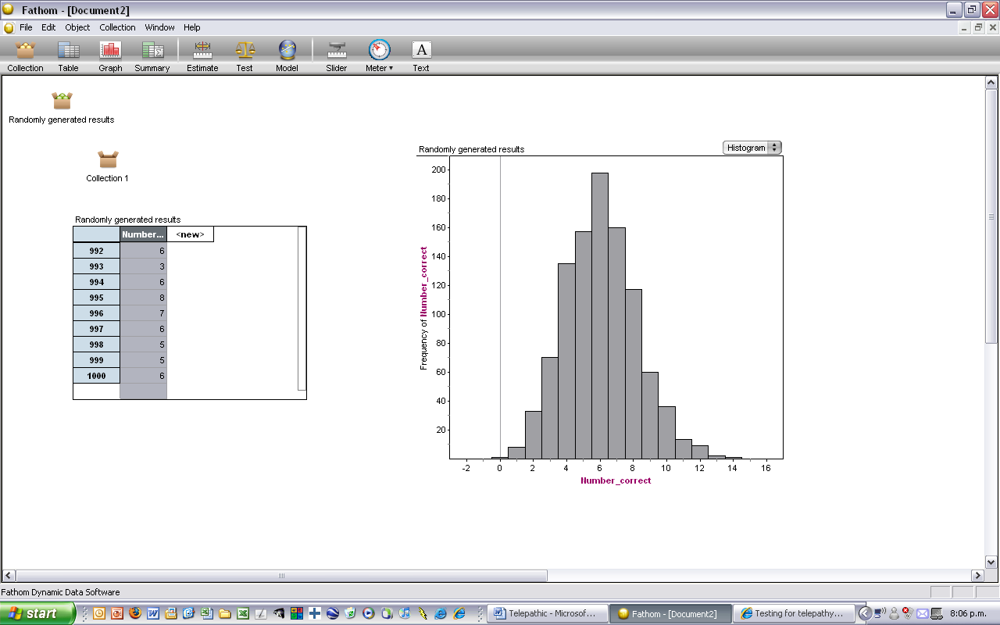 Fathom - [Document2]
File Edit Object Collection Window Help
Collection Table Graph Summary Estimate Test Model Slider Meter Text
Randomly generated results
Collection 1
Randomly generated results
Number... <new>
992 6
993 3
994 6
995 8
996 7
997 6
998 5
999 5
1000 6
Randomly generated results
Histogram
200
180
160
140
120
100
80
60
40
20
Frequency of Number_correct
-2 0 2 4 6 8 10 12 14 16
Number_correct
Fathom Dynamic Data Software
start Telepathic - Microsof... Fathom - [Document2] Testing for telepathy... 8:06 p.m.